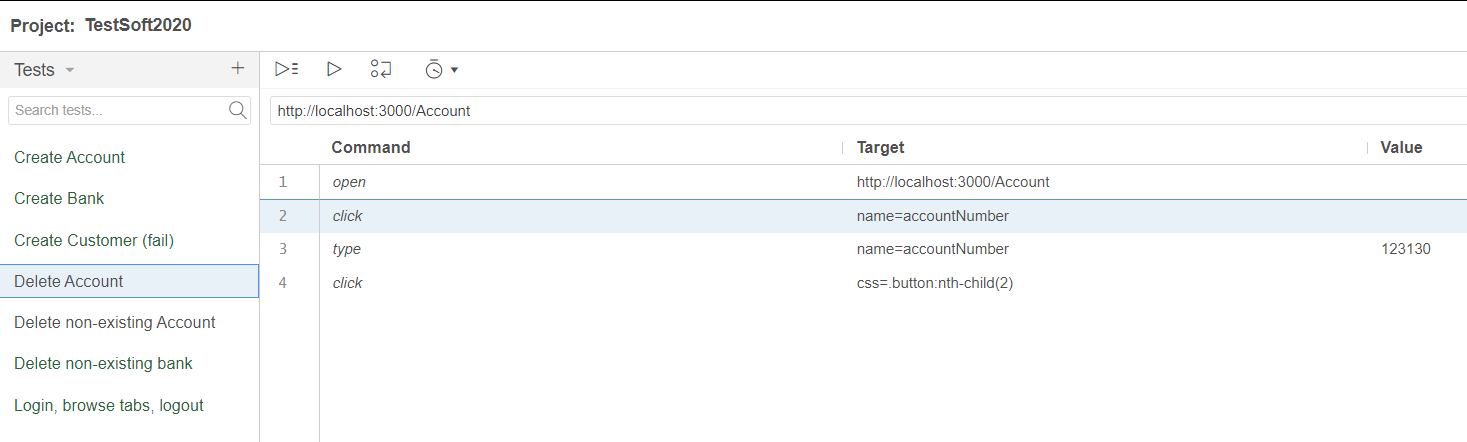 Project: TestSoft2020
Tests
Search tests...
Create Account
Create Bank
Create Customer (fail)
Delete Account
Delete non-existing Account
Delete non-existing bank
Login, browse tabs, logout
http://localhost:3000/Account
Command Target Value
1 open http://localhost:3000/Account
2 click name=accountNumber
3 type name=accountNumber 123130
4 click css=.button:nth-child(2)